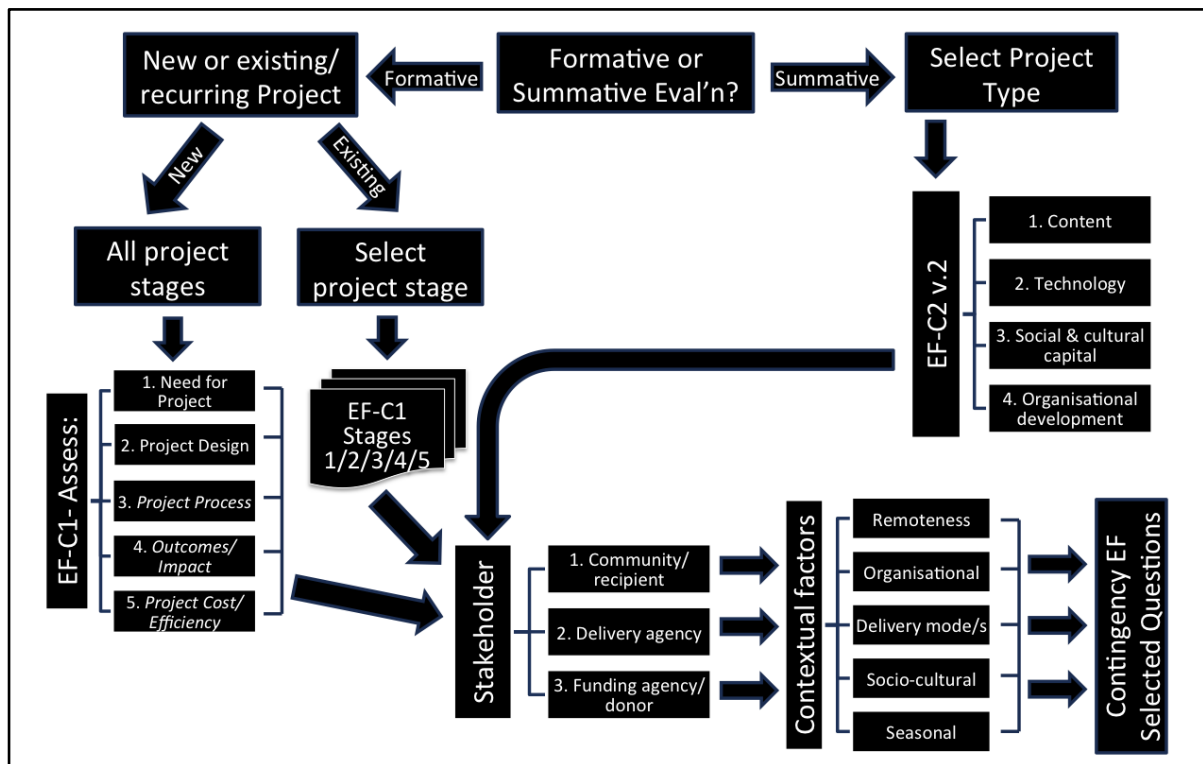 New or existing/
recurring Project
Formative
Formative or
Summative Eval'n?
Summative
Select Project
Type
New
Existing
All project
stages
Select
project stage
EF-C2 v.2
1. Content
2. Technology
3. Social & cultural
capital
4. Organisational
development
EF-C1- Assess:
1. Need for
Project
2. Project Design
3. Project Process
4. Outcomes/
Impact
5. Project Cost/
Efficiency
EF-C1
Stages
1/2/3/4/5
Stakeholder
1. Community/
recipient
2. Delivery agency
3. Funding agency/
donor
Contextual factors
Remoteness
Organisational
Delivery mode/s
Socio-cultural
Seasonal
Contingency EF
Selected Questions